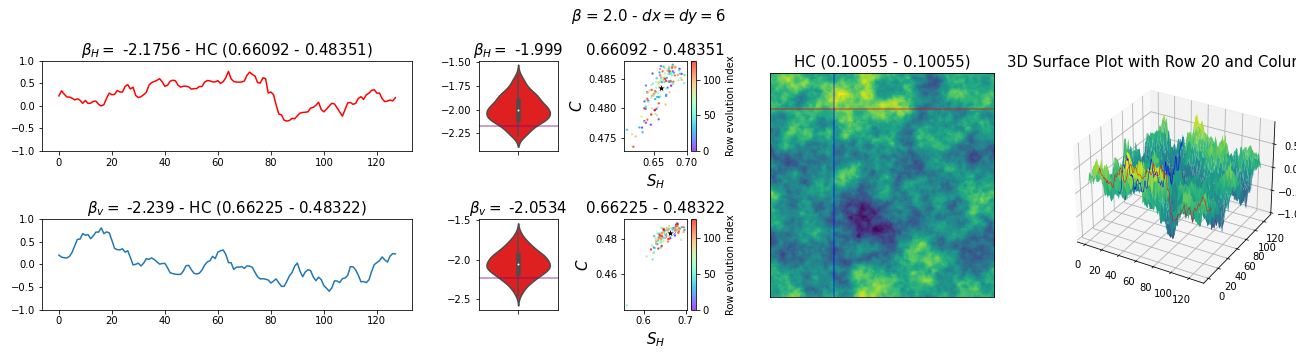 β = 2.0 - dx = dy = 6
β_H = -2.1756 - HC (0.66092 - 0.48351)
1.0
0.5
0.0
−0.5
−1.0
0 20 40 60 80 100 120
β_H = -1.999
−1.50
−1.75
−2.00
−2.25
0.66092 - 0.48351
C
0.485
0.480
0.475
0.65 0.70
S_H
100
50
0
Row evolution index
β_v = -2.239 - HC (0.66225 - 0.48322)
1.0
0.5
0.0
−0.5
−1.0
0 20 40 60 80 100 120
β_v = -2.0534
−1.5
−2.0
−2.5
0.66225 - 0.48322
C
0.48
0.46
0.6 0.7
S_H
100
50
0
Row evolution index
HC (0.10055 - 0.10055)
3D Surface Plot with Row 20 and Colu
0.5
0.0
−0.5
−1.0
0 20 40 60 80 100 120
0 20 40 60 80 100 120